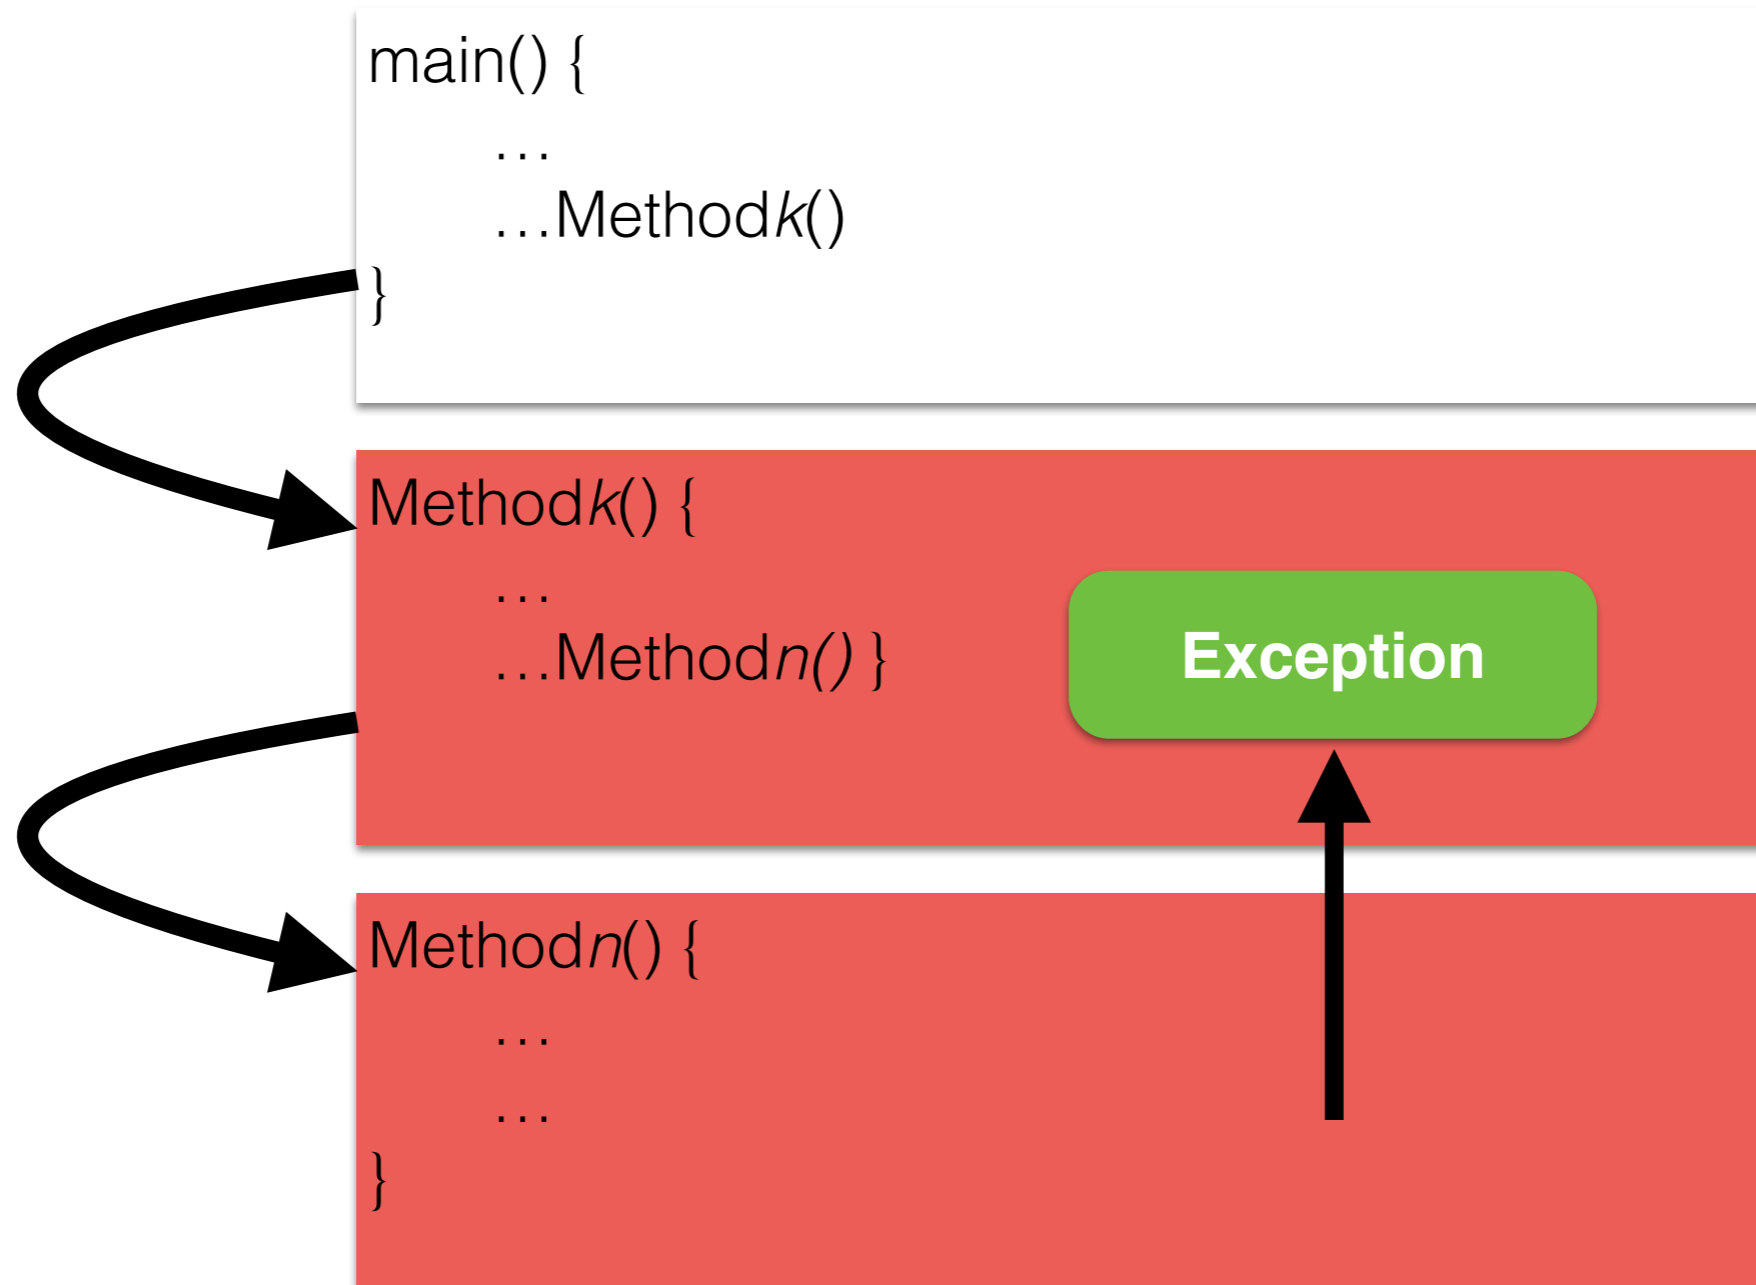 main() {
…
…Methodk()
}
Methodk() {
…
…Methodn() }
Exception
Methodn() {
…
…
}